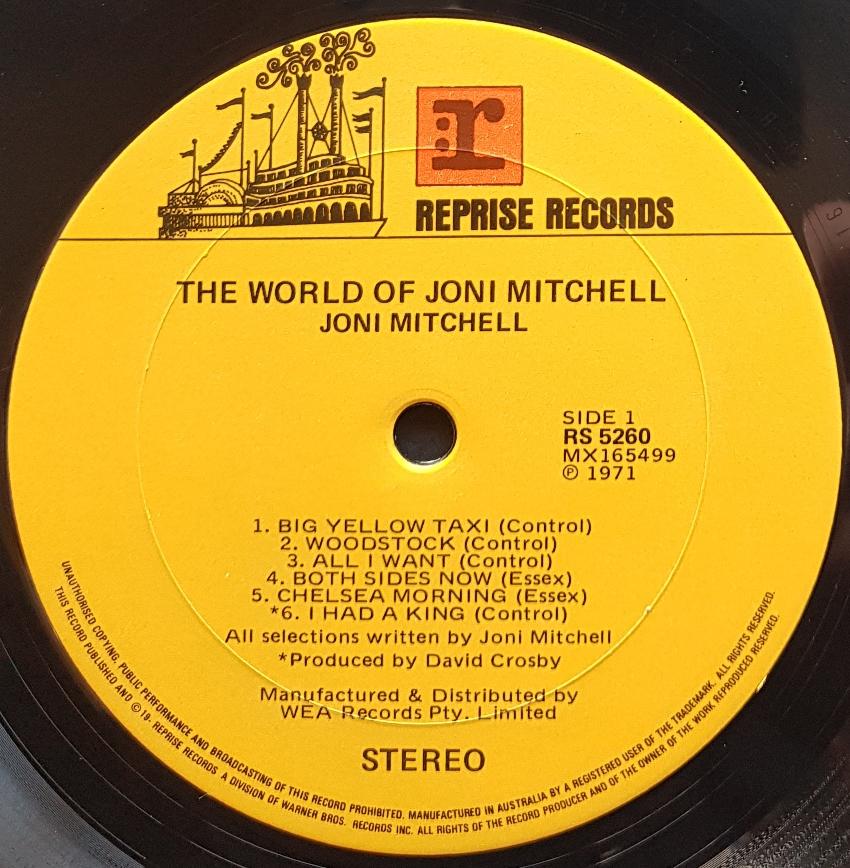 r
REPRISE RECORDS
THE WORLD OF JONI MITCHELL
JONI MITCHELL
SIDE 1
RS 5260
MX165499
℗ 1971
1. BIG YELLOW TAXI (Control)
2. WOODSTOCK (Control)
3. ALL I WANT (Control)
4. BOTH SIDES NOW (Essex)
5. CHELSEA MORNING (Essex)
*6. I HAD A KING (Control)
All selections written by Joni Mitchell
*Produced by David Crosby
Manufactured & Distributed by
WEA Records Pty. Limited
STEREO
UNAUTHORISED COPYING, PUBLIC PERFORMANCE AND BROADCASTING OF THIS RECORD PROHIBITED. MANUFACTURED IN AUSTRALIA BY A REGISTERED USER OF THE TRADEMARK. ALL RIGHTS RESERVED.
THIS RECORD PUBLISHED AND © 19- REPRISE RECORDS A DIVISION OF WARNER BROS. RECORDS INC. ALL RIGHTS OF THE RECORD PRODUCER AND OF THE OWNER OF THE WORK REPRODUCED RESERVED.